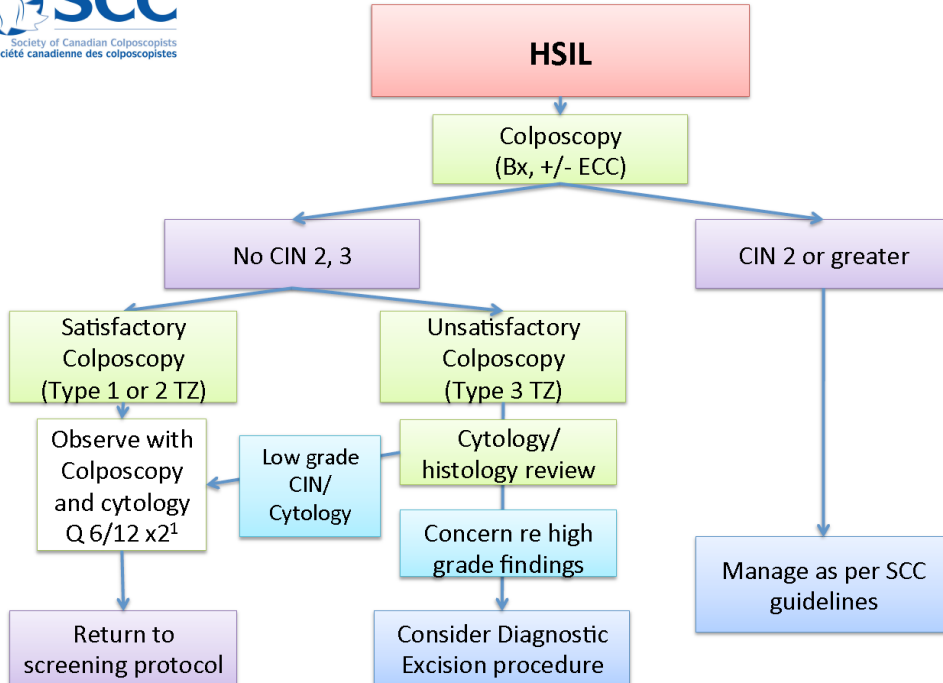 SCC
Society of Canadian Colposcopists
ciété canadienne des colposcopistes
HSIL
Colposcopy
(Bx, +/- ECC)
No CIN 2, 3
CIN 2 or greater
Satisfactory
Colposcopy
(Type 1 or 2 TZ)
Unsatisfactory
Colposcopy
(Type 3 TZ)
Observe with
Colposcopy
and cytology
Q 6/12 x2¹
Low grade
CIN/
Cytology
Cytology/
histology review
Concern re high
grade findings
Manage as per SCC
guidelines
Return to
screening protocol
Consider Diagnostic
Excision procedure